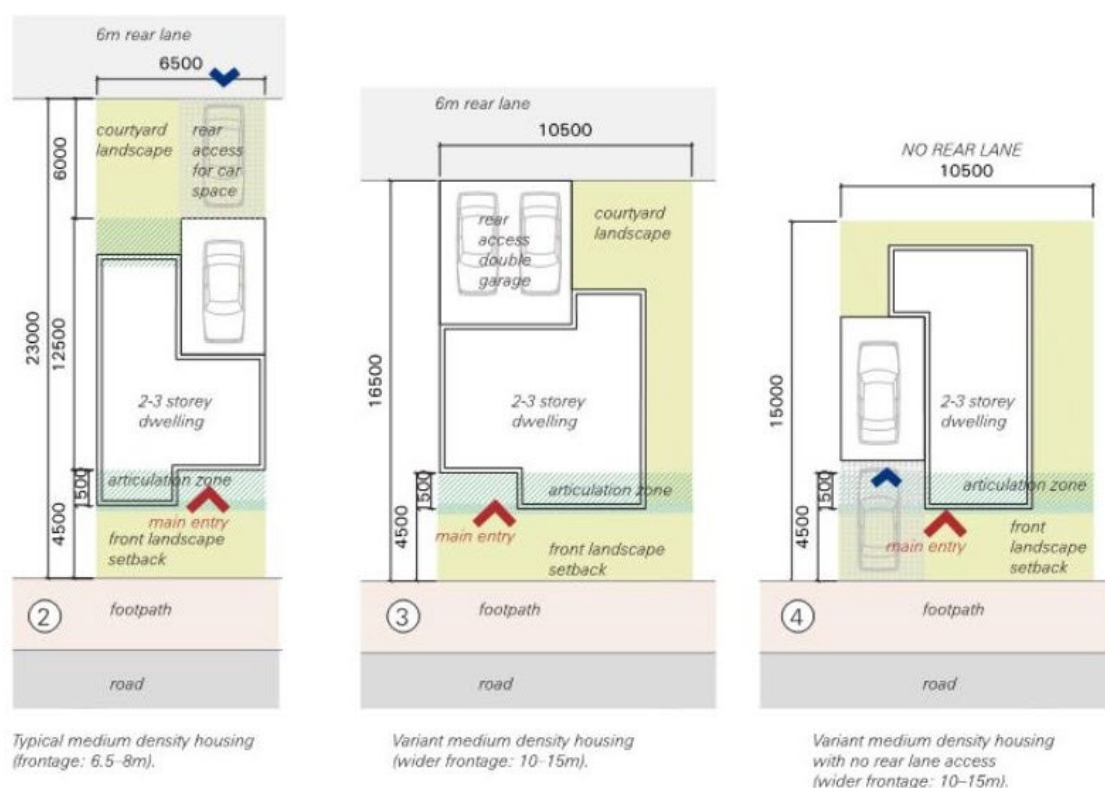 6m rear lane
6500
courtyard
landscape
rear
access
for car
space
6000
23000
12500
2-3 storey
dwelling
1500
articulation zone
4500
main entry
front landscape
setback
2
footpath
road
Typical medium density housing
(frontage: 6.5–8m).
6m rear lane
10500
rear
access
double
garage
courtyard
landscape
16500
2-3 storey
dwelling
1500
articulation zone
4500
main entry
front landscape
setback
3
footpath
road
Variant medium density housing
(wider frontage: 10–15m).
NO REAR LANE
10500
15000
2-3 storey
dwelling
1500
articulation zone
4500
main entry
front
landscape
setback
4
footpath
road
Variant medium density housing
with no rear lane access
(wider frontage: 10–15m).